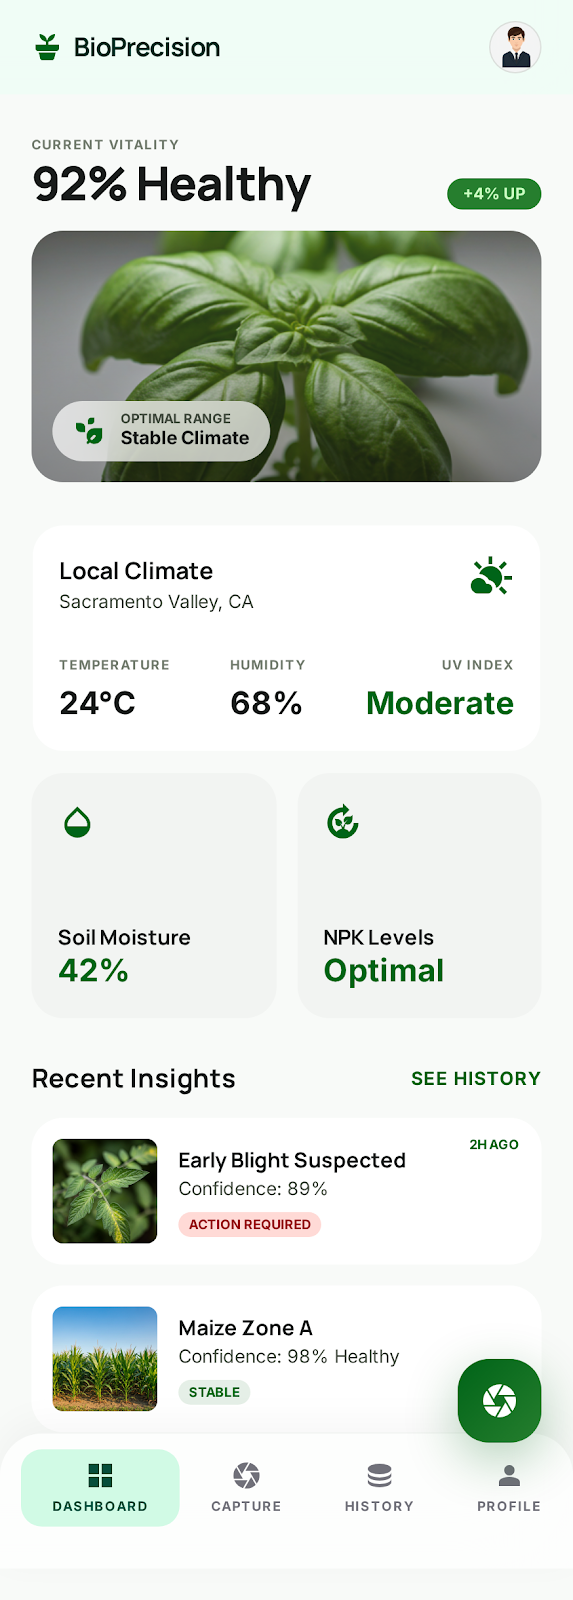 BioPrecision
CURRENT VITALITY
92% Healthy
+4% UP
OPTIMAL RANGE
Stable Climate
Local Climate
Sacramento Valley, CA
TEMPERATURE
HUMIDITY
UV INDEX
24°C
68%
Moderate
Soil Moisture
42%
NPK Levels
Optimal
Recent Insights
SEE HISTORY
Early Blight Suspected
2H AGO
Confidence: 89%
ACTION REQUIRED
Maize Zone A
Confidence: 98% Healthy
STABLE
DASHBOARD
CAPTURE
HISTORY
PROFILE